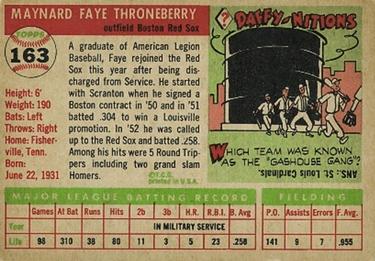 MAYNARD FAYE THRONEBERRY
outfield Boston Red Sox
TOPPS
163
Height: 6'
Weight: 190
Bats: Left
Throws: Right
Home: Fisher-
ville, Tenn.
Born:
June 22, 1931
A graduate of American Legion
Baseball, Faye rejoined the Red
Sox this year after being dis-
charged from Service. He started
with Scranton when he signed a
Boston contract in '50 and in '51
batted .304 to win a Louisville
promotion. In '52 he was called
up to the Red Sox and batted .258.
Among his hits were 5 Round Trip-
pers including two grand slam
Homers.
©T.C.G. printed in U.S.A.
? DAFFY-NITIONS
WHICH TEAM WAS KNOWN
AS THE "GASHOUSE GANG"?
ANS.: St. Louis Cardinals.
MAJOR LEAGUE BATTING RECORD
FIELDING
Games At Bat Runs Hits 2b 3b H.R. R.B.I. B. Avg. P.O. Assists Errors F. Avg.
Year IN MILITARY SERVICE
Life 98 310 38 80 11 3 5 23 .258 141 9 7 .955